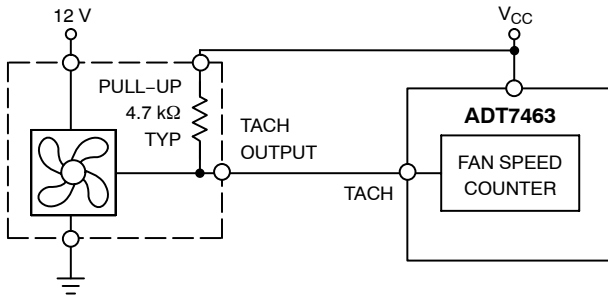 12 V
VCC
PULL–UP
4.7 kΩ
TYP
TACH
OUTPUT
ADT7463
TACH
FAN SPEED
COUNTER